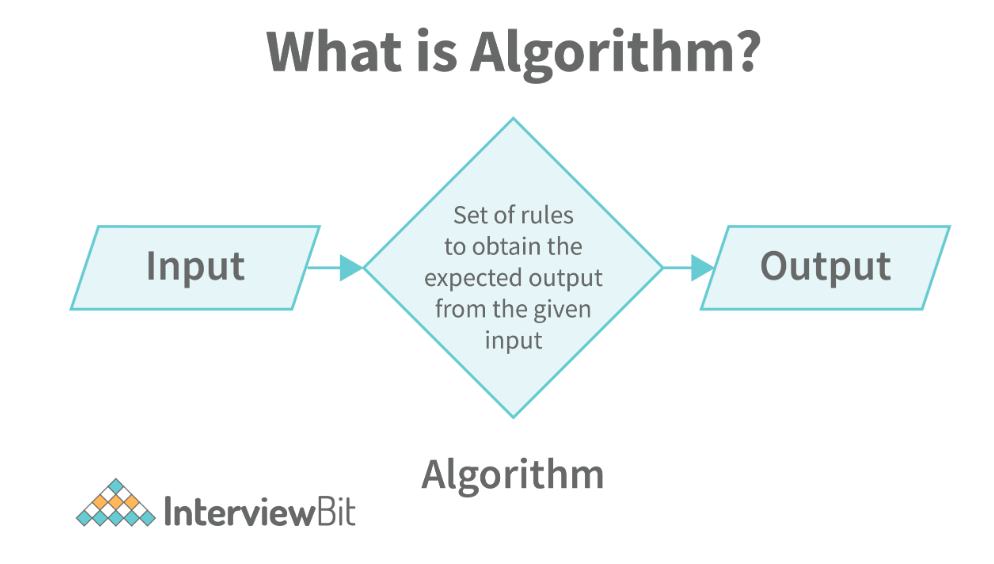 What is Algorithm?
Input
Set of rules
to obtain the
expected output
from the given
input
Output
Algorithm
InterviewBit